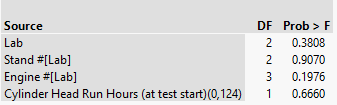 Source DF Prob > F
Lab 2 0.3808
Stand #[Lab] 2 0.9070
Engine #[Lab] 3 0.1976
Cylinder Head Run Hours (at test start)(0,124) 1 0.6660